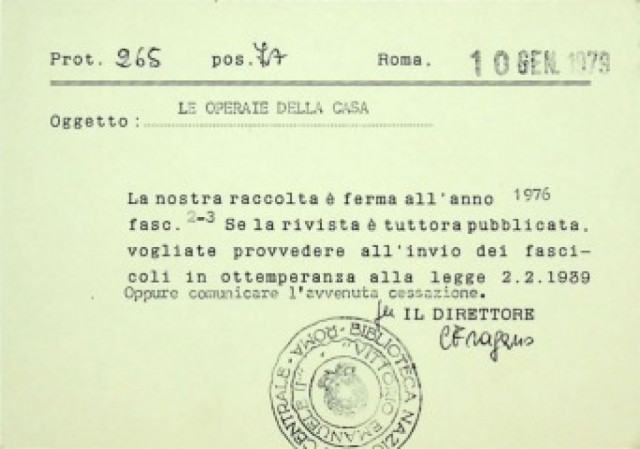 Prot. 265 pos. Roma. 10 GEN. 1979
LE OPERAIE DELLA CASA
Oggetto:
La nostra raccolta è ferma all'anno 1976
fasc. 2-3 Se la rivista è tuttora pubblicata,
vogliate provvedere all'invio dei fasci-
coli in ottemperanza alla legge 2.2.1939
Oppure comunicare l'avvenuta cessazione.
IL DIRETTORE
BIBLIOTECA NAZI CENTRALE - ROMA -
"VITTORIO EMANUELE II"